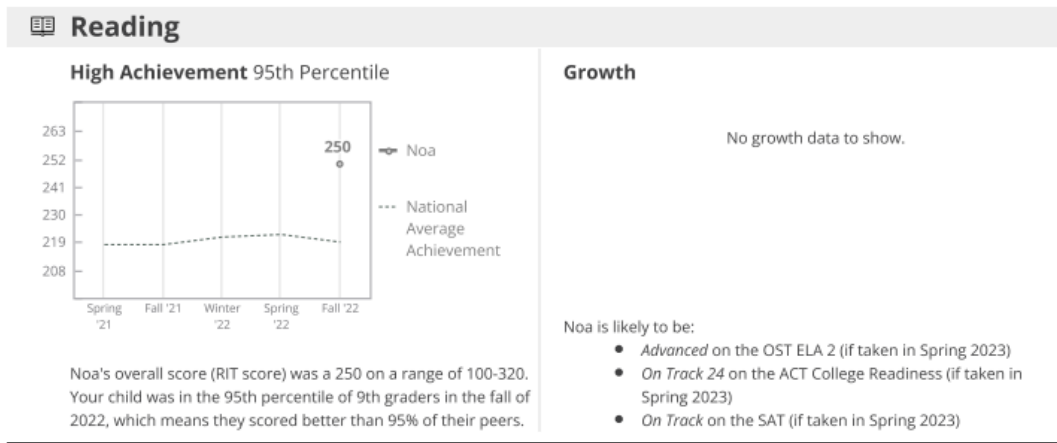 Reading
High Achievement 95th Percentile
263
252
241
230
219
208
250
Noa
National
Average
Achievement
Spring
'21
Fall '21
Winter
'22
Spring
'22
Fall '22
Noa's overall score (RIT score) was a 250 on a range of 100-320.
Your child was in the 95th percentile of 9th graders in the fall of
2022, which means they scored better than 95% of their peers.
Growth
No growth data to show.
Noa is likely to be:
● Advanced on the OST ELA 2 (if taken in Spring 2023)
● On Track 24 on the ACT College Readiness (if taken in
Spring 2023)
● On Track on the SAT (if taken in Spring 2023)